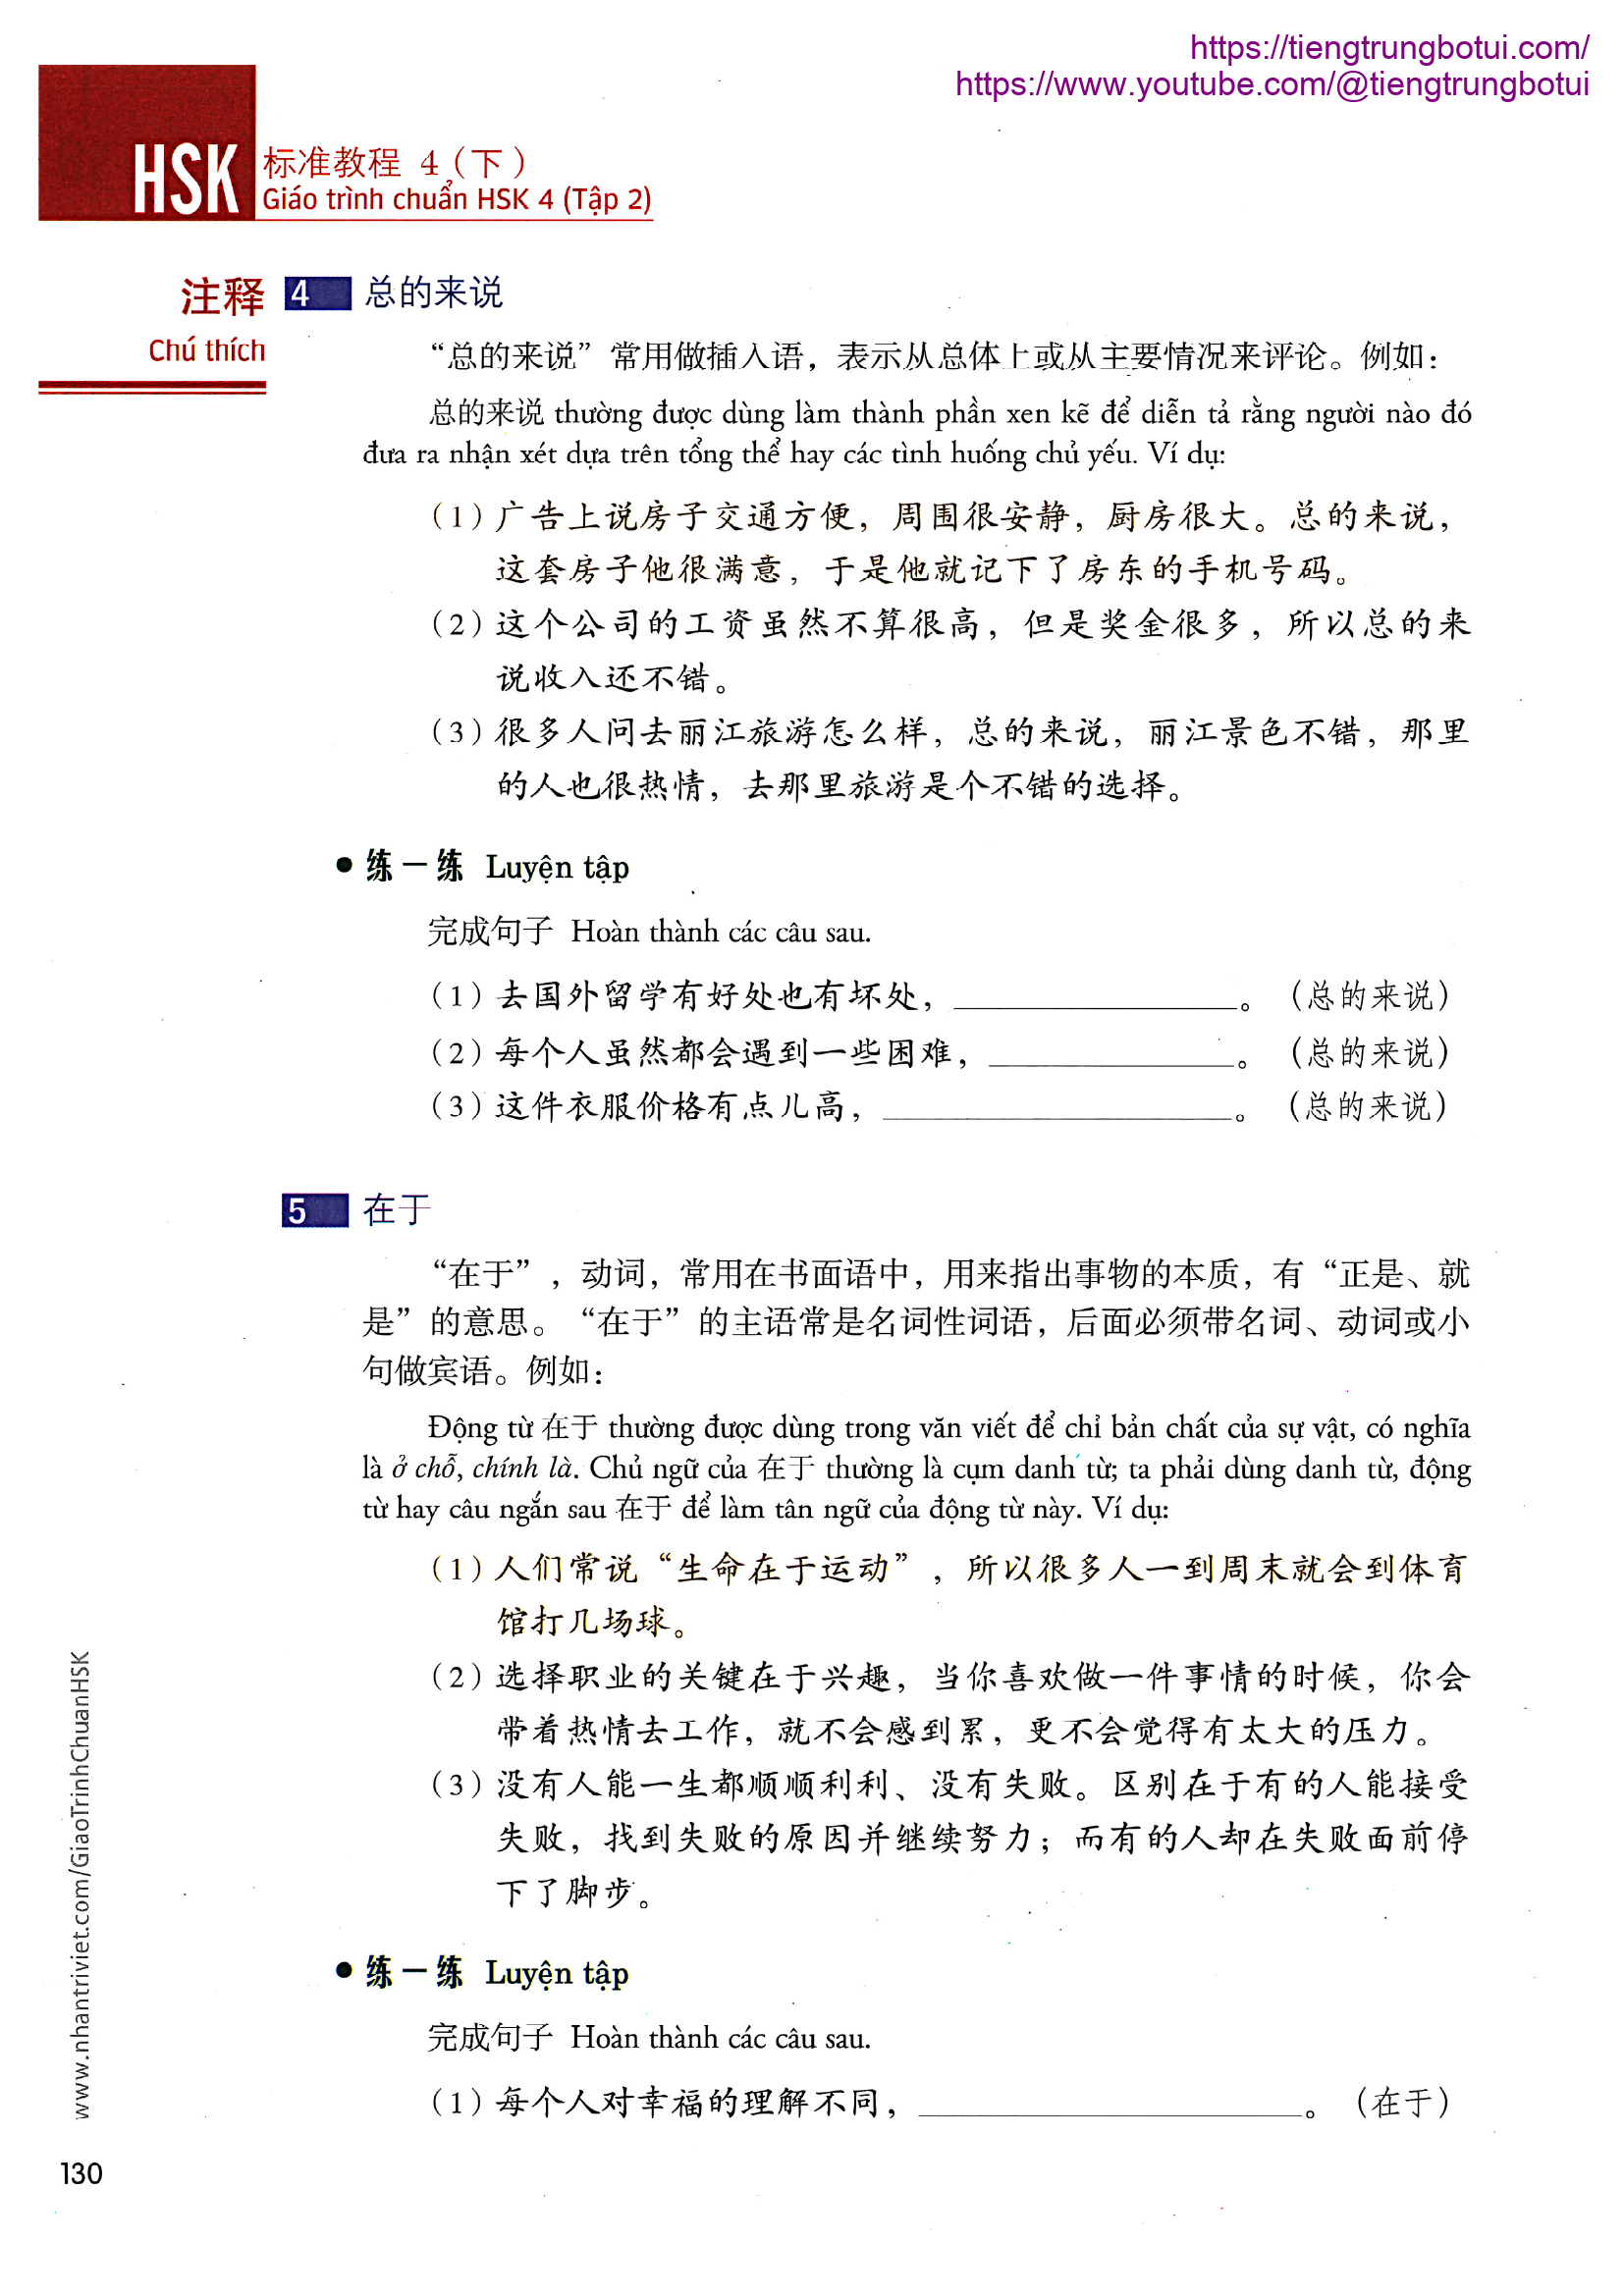 https://tiengtrungbotui.com/
https://www.youtube.com/@tiengtrungbotui
HSK 标准教程 4（下）
Giáo trình chuẩn HSK 4 (Tập 2)
注释
Chú thích
4 总的来说
“总的来说”常用做插入语，表示从总体上或从主要情况来评论。例如：
总的来说 thường được dùng làm thành phần xen kẽ để diễn tả rằng người nào đó
đưa ra nhận xét dựa trên tổng thể hay các tình huống chủ yếu. Ví dụ:
（1）广告上说房子交通方便，周围很安静，厨房很大。总的来说，
这套房子他很满意，于是他就记下了房东的手机号码。
（2）这个公司的工资虽然不算很高，但是奖金很多，所以总的来
说收入还不错。
（3）很多人问去丽江旅游怎么样，总的来说，丽江景色不错，那里
的人也很热情，去那里旅游是个不错的选择。
● 练一练 Luyện tập
完成句子 Hoàn thành các câu sau.
（1）去国外留学有好处也有坏处，________________。（总的来说）
（2）每个人虽然都会遇到一些困难，______________。（总的来说）
（3）这件衣服价格有点儿高，____________________。（总的来说）
5 在于
“在于”，动词，常用在书面语中，用来指出事物的本质，有“正是、就
是”的意思。“在于”的主语常是名词性词语，后面必须带名词、动词或小
句做宾语。例如：
Động từ 在于 thường được dùng trong văn viết để chỉ bản chất của sự vật, có nghĩa
là ở chỗ, chính là. Chủ ngữ của 在于 thường là cụm danh từ; ta phải dùng danh từ, động
từ hay câu ngắn sau 在于 để làm tân ngữ của động từ này. Ví dụ:
（1）人们常说“生命在于运动”，所以很多人一到周末就会到体育
馆打几场球。
（2）选择职业的关键在于兴趣，当你喜欢做一件事情的时候，你会
带着热情去工作，就不会感到累，更不会觉得有太大的压力。
（3）没有人能一生都顺顺利利、没有失败。区别在于有的人能接受
失败，找到失败的原因并继续努力；而有的人却在失败面前停
下了脚步。
● 练一练 Luyện tập
完成句子 Hoàn thành các câu sau.
（1）每个人对幸福的理解不同，______________________。（在于）
www.nhantriviet.com/GiaoTrinhChuanHSK
130